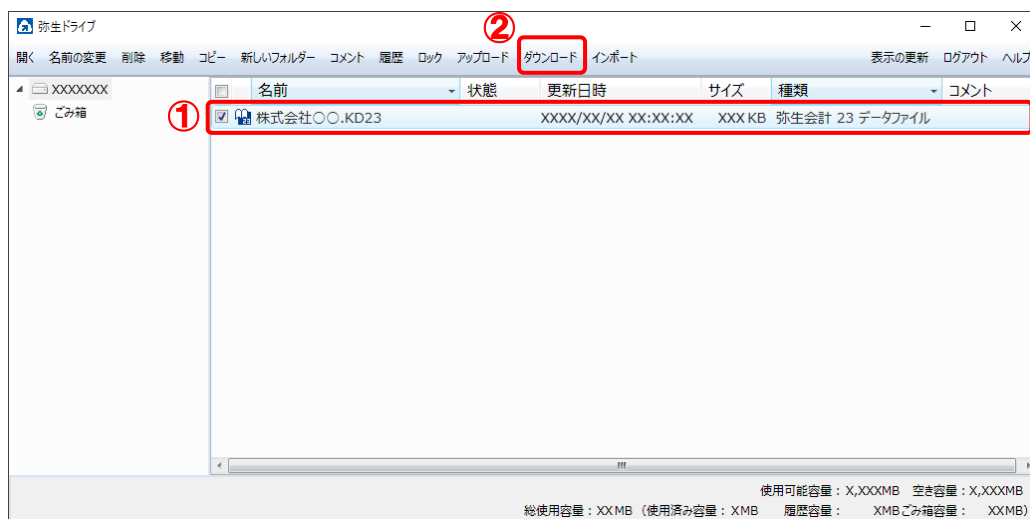 弥生ドライブ
②
開く 名前の変更 削除 移動 コピー 新しいフォルダー コメント 履歴 ロック アップロード ダウンロード インポート 表示の更新 ログアウト ヘルプ
XXXXXXX
ごみ箱
名前 状態 更新日時 サイズ 種類 コメント
①
株式会社○○.KD23 XXXX/XX/XX XX:XX:XX XXX KB 弥生会計 23 データファイル
使用可能容量：X,XXXMB 空き容量：X,XXXMB
総使用容量：XXMB（使用済み容量：XMB 履歴容量： XMBごみ箱容量： XXMB）